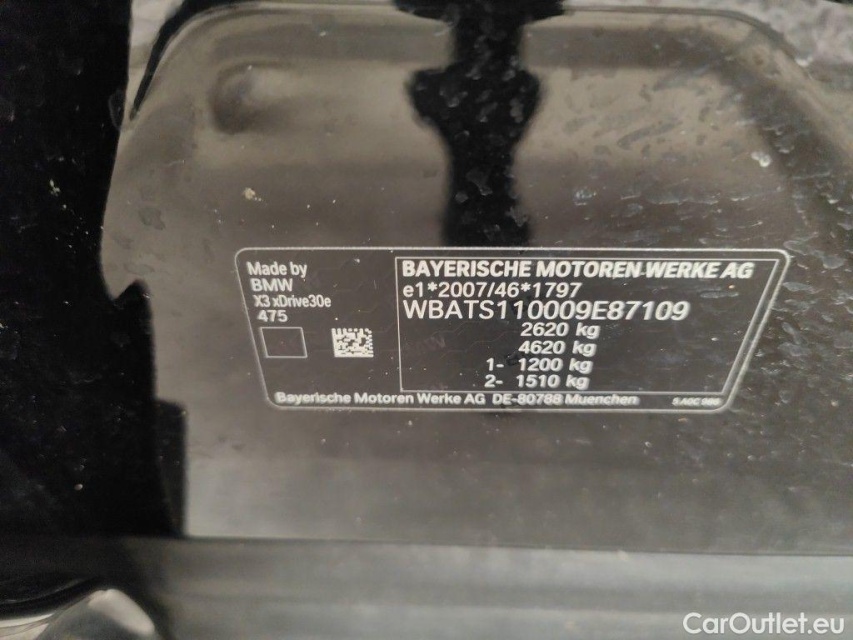 Made by
BMW
X3 xDrive30e
475
BAYERISCHE MOTOREN WERKE AG
e1*2007/46*1797
WBATS110009E87109
2620 kg
4620 kg
1- 1200 kg
2- 1510 kg
Bayerische Motoren Werke AG DE-80788 Muenchen
CarOutlet.eu